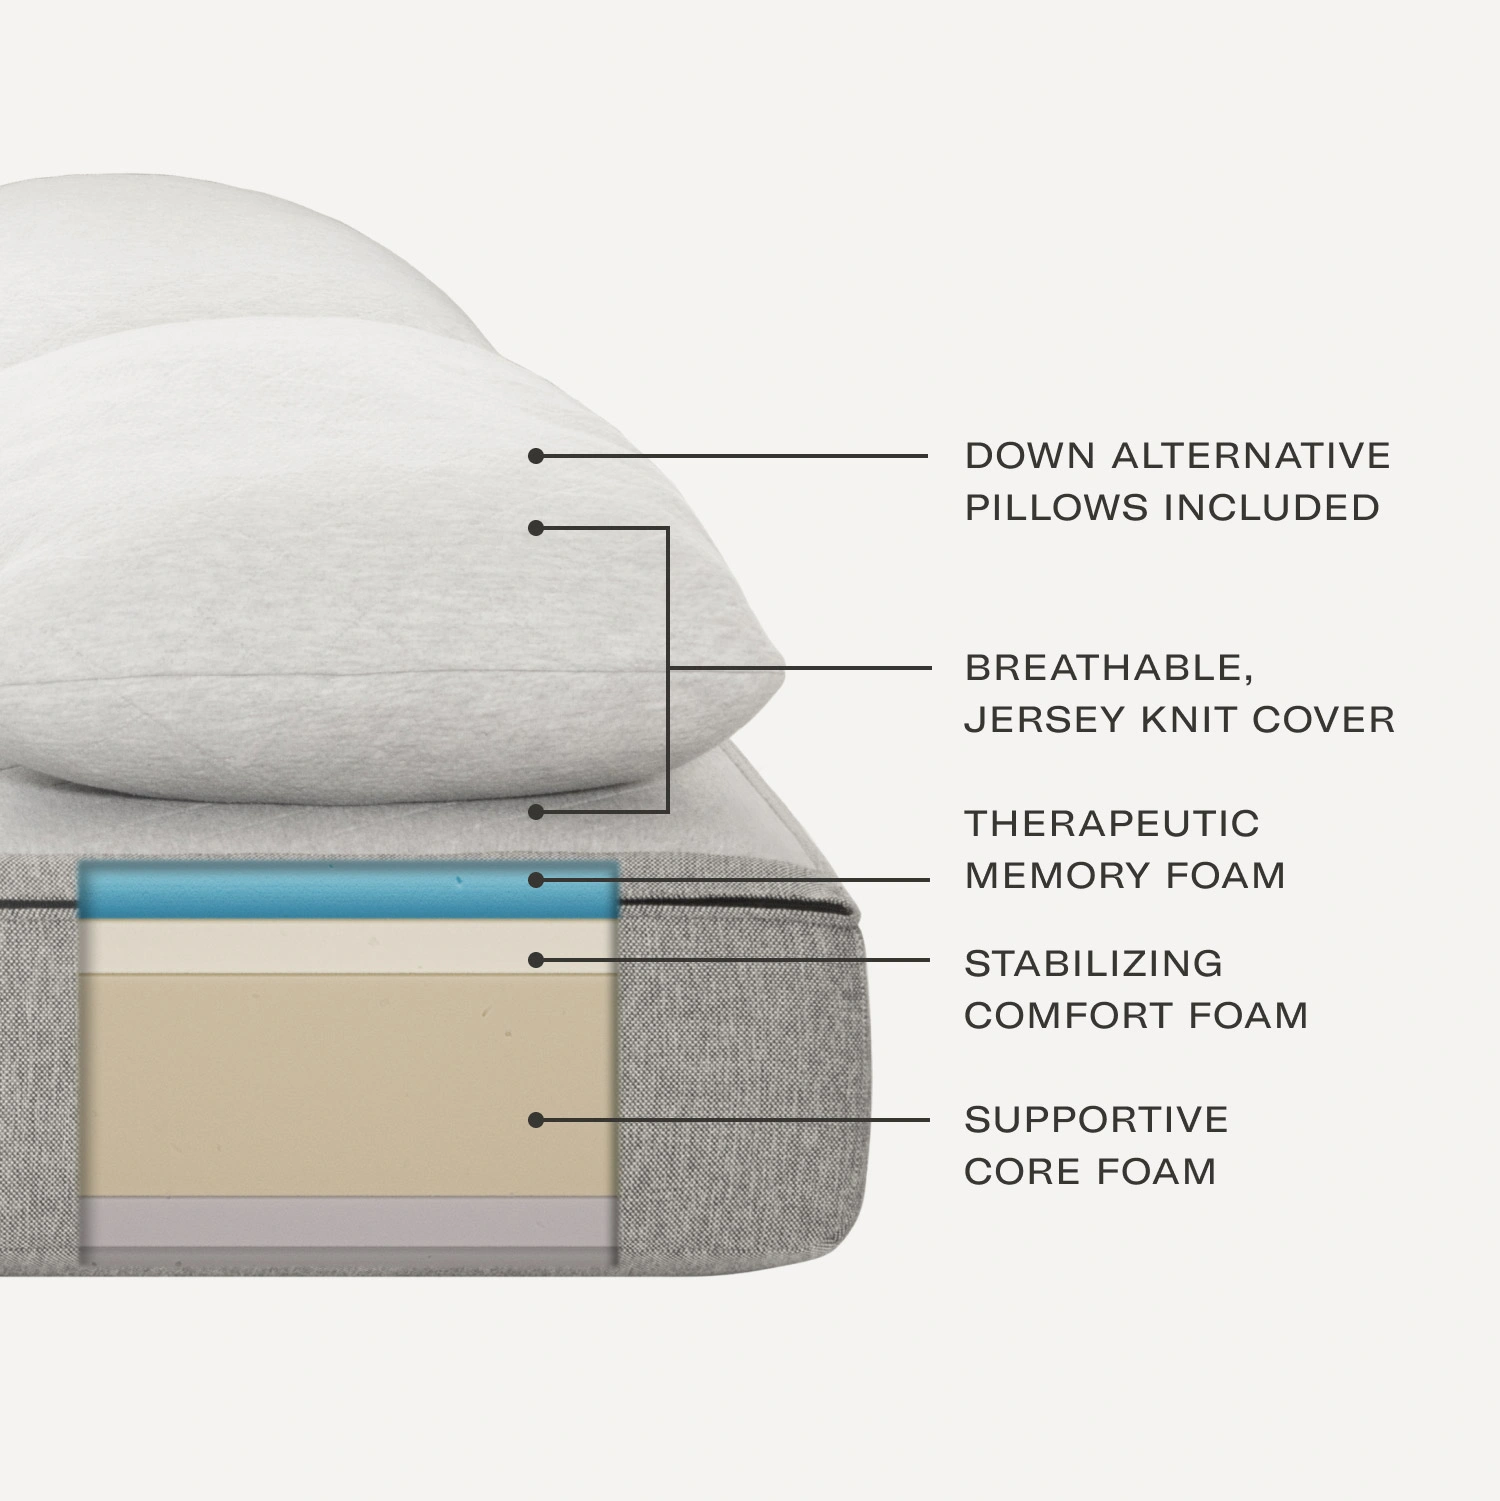 DOWN ALTERNATIVE
PILLOWS INCLUDED
BREATHABLE,
JERSEY KNIT COVER
THERAPEUTIC
MEMORY FOAM
STABILIZING
COMFORT FOAM
SUPPORTIVE
CORE FOAM